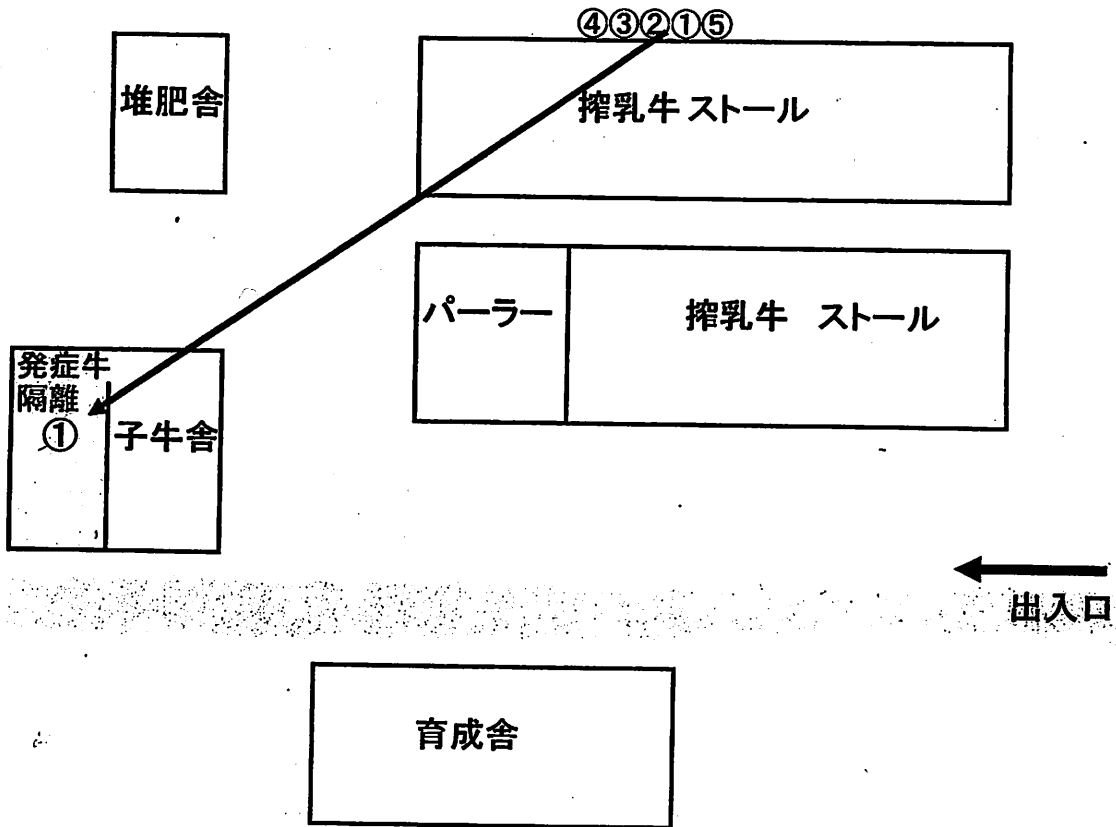 ④③②①⑤
堆肥舎
搾乳牛 ストール
パーラー
搾乳牛 ストール
発症牛
隔離
①
子牛舎
出入口
育成舎